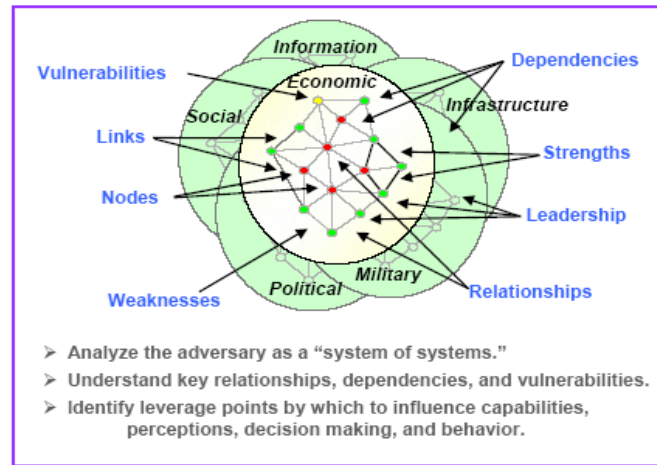 Information
Vulnerabilities
Economic
Dependencies
Social
Infrastructure
Links
Strengths
Nodes
Leadership
Weaknesses
Political
Military
Relationships
➢ Analyze the adversary as a “system of systems.”
➢ Understand key relationships, dependencies, and vulnerabilities.
➢ Identify leverage points by which to influence capabilities,
perceptions, decision making, and behavior.